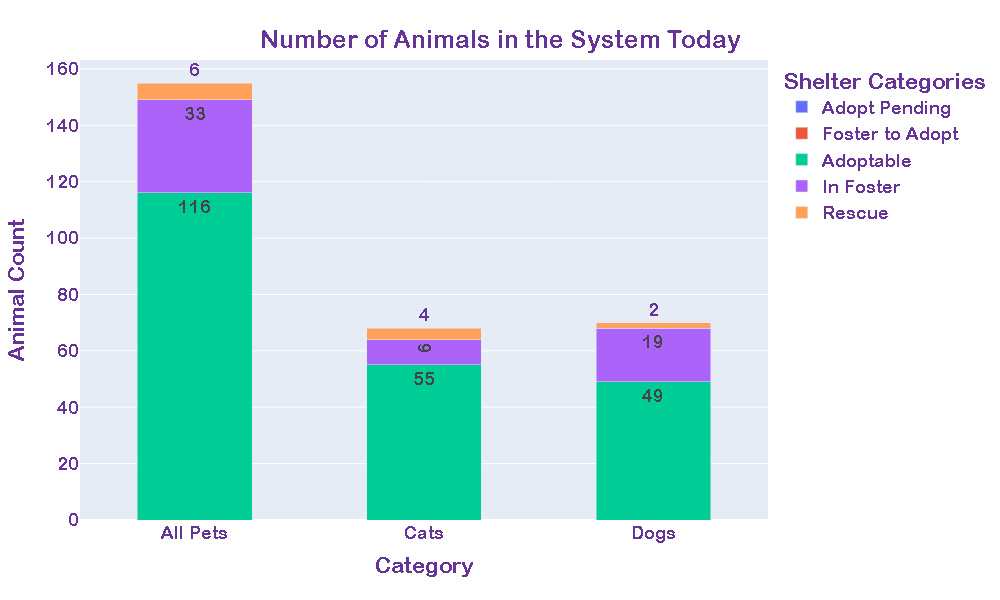 Number of Animals in the System Today
Shelter Categories
Adopt Pending
Foster to Adopt
Adoptable
In Foster
Rescue
Animal Count
160
140
120
100
80
60
40
20
0
6
33
116
4
9
55
2
19
49
All Pets
Cats
Dogs
Category